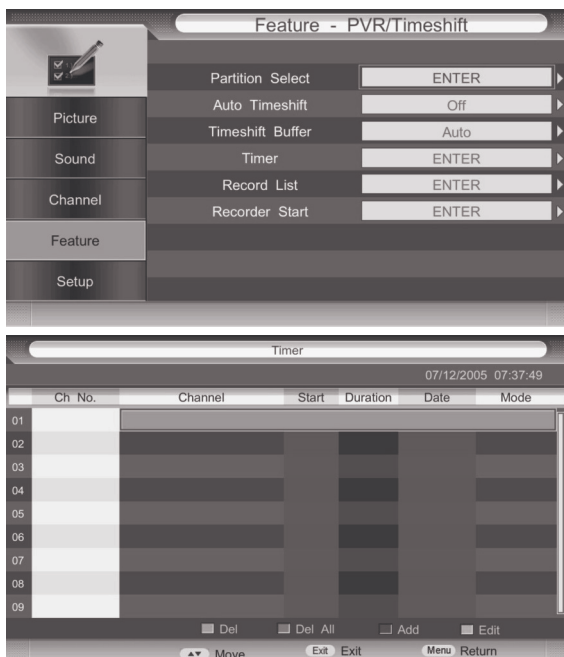 Feature - PVR/Timeshift
Partition Select ENTER
Auto Timeshift Off
Picture
Timeshift Buffer Auto
Sound
Timer ENTER
Record List ENTER
Channel
Recorder Start ENTER
Feature
Setup
Timer
07/12/2005 07:37:49
Ch No. Channel Start Duration Date Mode
01
02
03
04
05
06
07
08
09
Del Del All Add Edit
Move Exit Exit Menu Return